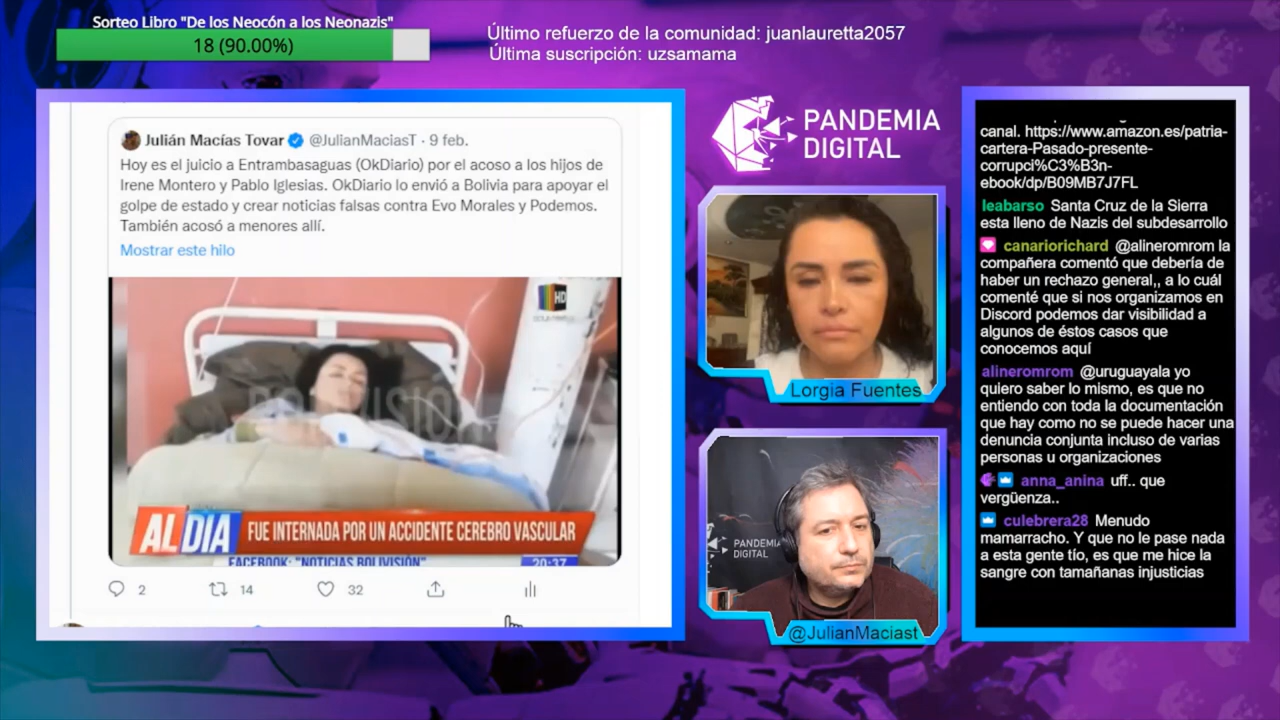 Sorteo Libro "De los Neocón a los Neonazis"
18 (90.00%)
Último refuerzo de la comunidad: juanlauretta2057
Última suscripción: uzsamama
Julián Macías Tovar @JulianMaciasT · 9 feb.
Hoy es el juicio a Entrambasaguas (OkDiario) por el acoso a los hijos de
Irene Montero y Pablo Iglesias. OkDiario lo envió a Bolivia para apoyar el
golpe de estado y crear noticias falsas contra Evo Morales y Podemos.
También acosó a menores allí.
Mostrar este hilo
HD
BOLIVISIÓN
AL DIA
FUE INTERNADA POR UN ACCIDENTE CEREBRO VASCULAR
FACEBOOK: "NOTICIAS BOLIVISIÓN"
20:37
2
14
32
PANDEMIA
DIGITAL
Lorgia Fuentes
PANDEMIA
DIGITAL
@JulianMaciast
canal. https://www.amazon.es/patria-
cartera-Pasado-presente-
corrupci%C3%B3n-
ebook/dp/B09MB7J7FL
leabarso Santa Cruz de la Sierra
esta lleno de Nazis del subdesarrollo
canariorichard @alineromrom la
compañera comentó que debería de
haber un rechazo general,, a lo cuál
comenté que si nos organizamos en
Discord podemos dar visibilidad a
algunos de éstos casos que
conocemos aquí
alineromrom @uruguayala yo
quiero saber lo mismo, es que no
entiendo con toda la documentación
que hay como no se puede hacer una
denuncia conjunta incluso de varias
personas u organizaciones
anna_anina uff.. que
vergüenza..
culebrera28 Menudo
mamarracho. Y que no le pase nada
a esta gente tío, es que me hice la
sangre con tamañanas injusticias